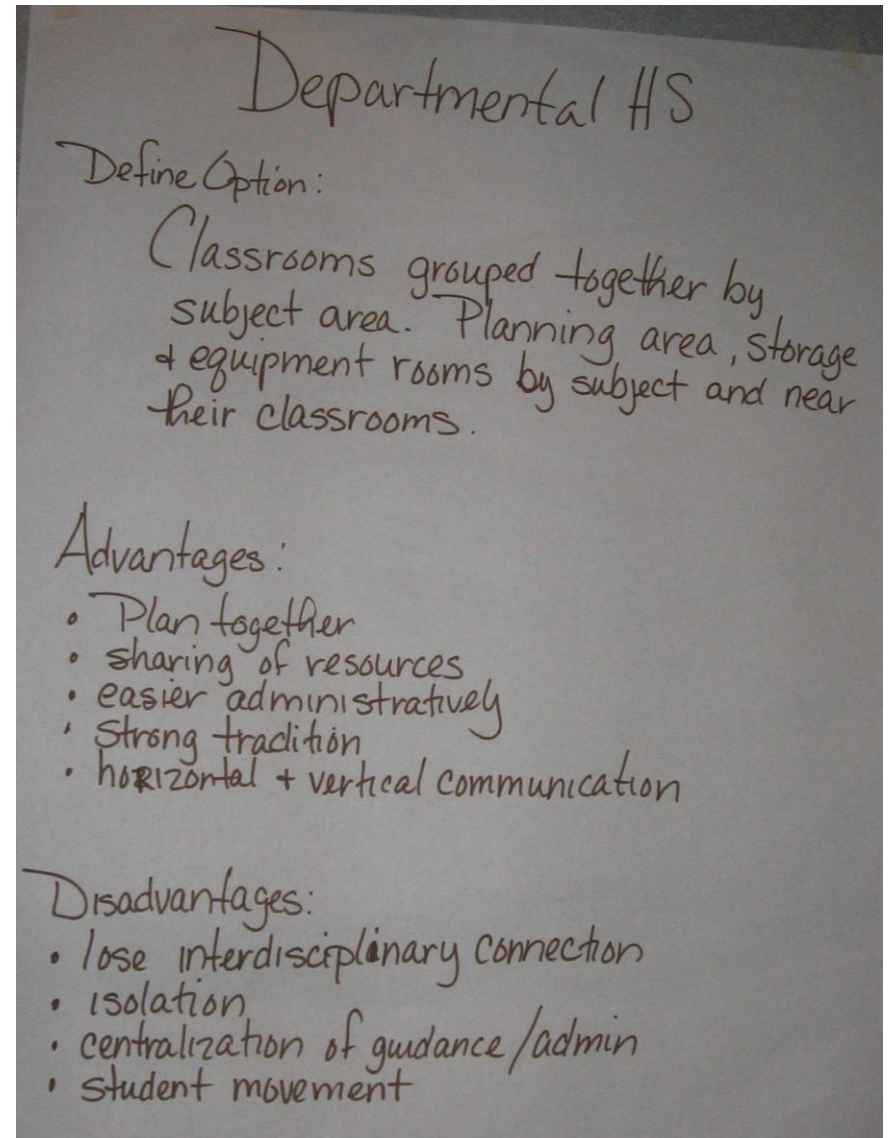 Departmental HS
Define Option:
Classrooms grouped together by
subject area. Planning area, storage
& equipment rooms by subject and near
their classrooms.
Advantages:
• Plan together
• sharing of resources
• easier administratively
• Strong tradition
• horizontal + vertical communication
Disadvantages:
• lose interdisciplinary connection
• isolation
• centralization of guidance/admin
• student movement